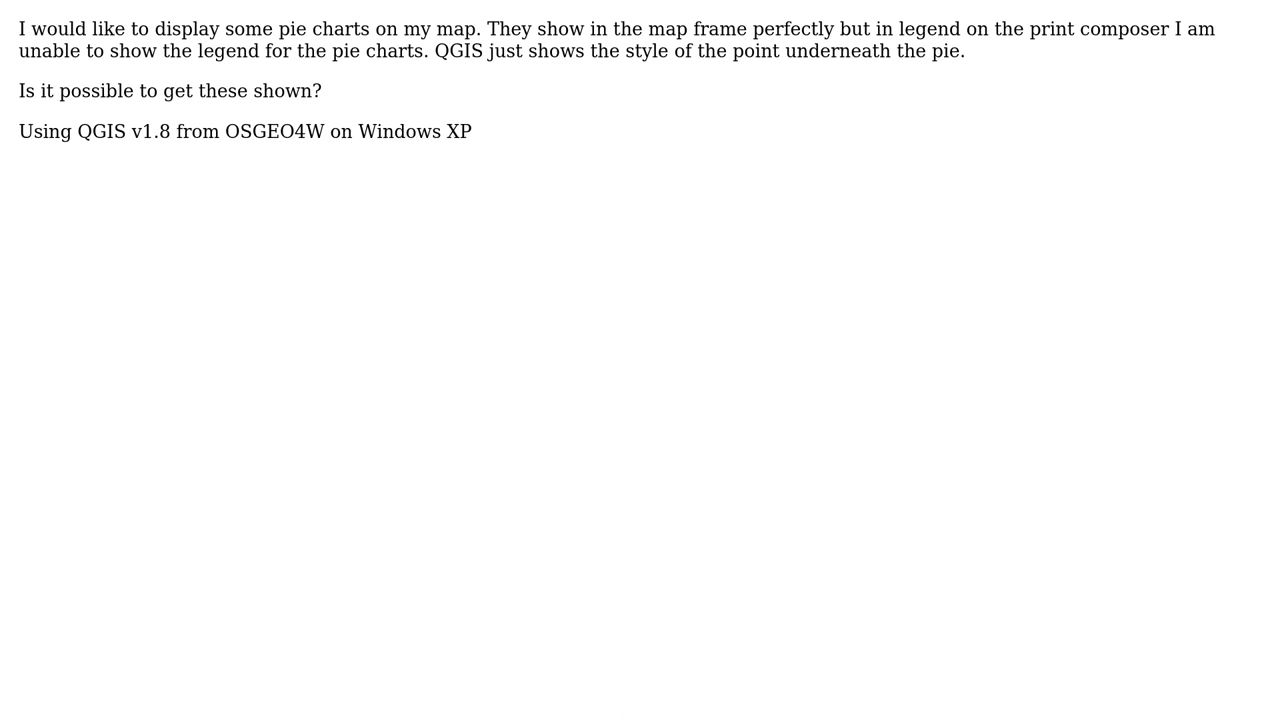 I would like to display some pie charts on my map. They show in the map frame perfectly but in legend on the print composer I am
unable to show the legend for the pie charts. QGIS just shows the style of the point underneath the pie.
Is it possible to get these shown?
Using QGIS v1.8 from OSGEO4W on Windows XP